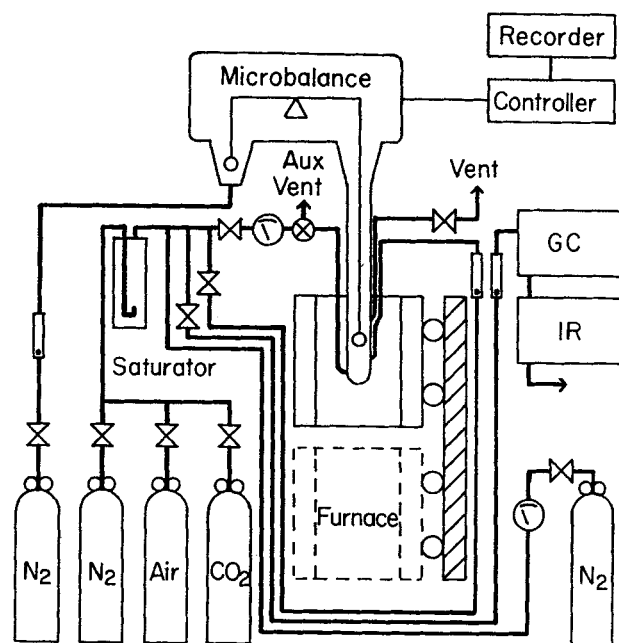 Recorder
Microbalance
Controller
Aux
Vent
Vent
GC
IR
Saturator
Furnace
N2
N2
Air
CO2
N2